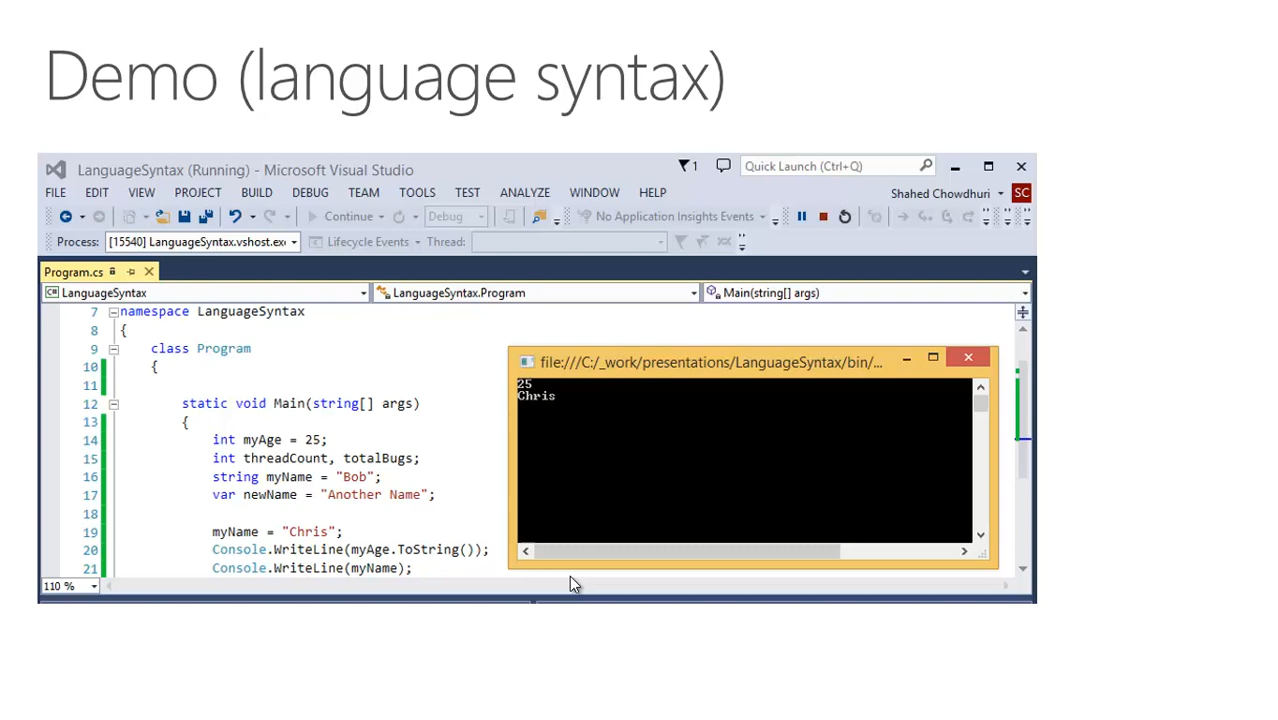 Demo (language syntax)
LanguageSyntax (Running) - Microsoft Visual Studio
1
Quick Launch (Ctrl+Q)
FILE EDIT VIEW PROJECT BUILD DEBUG TEAM TOOLS TEST ANALYZE WINDOW HELP
Shahed Chowdhuri
SC
Continue
Debug
No Application Insights Events
Process: [15540] LanguageSyntax.vshost.exe
Lifecycle Events
Thread:
Program.cs
C# LanguageSyntax
LanguageSyntax.Program
Main(string[] args)
7 namespace LanguageSyntax
8 {
9 class Program
10 {
11
12 static void Main(string[] args)
13 {
14 int myAge = 25;
15 int threadCount, totalBugs;
16 string myName = "Bob";
17 var newName = "Another Name";
18
19 myName = "Chris";
20 Console.WriteLine(myAge.ToString());
21 Console.WriteLine(myName);
110 %
file:///C:/_work/presentations/LanguageSyntax/bin/...
25
Chris